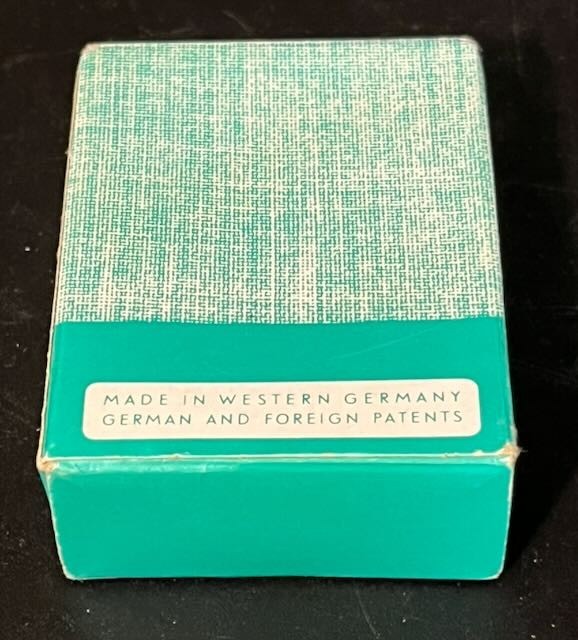 MADE IN WESTERN GERMANY
GERMAN AND FOREIGN PATENTS